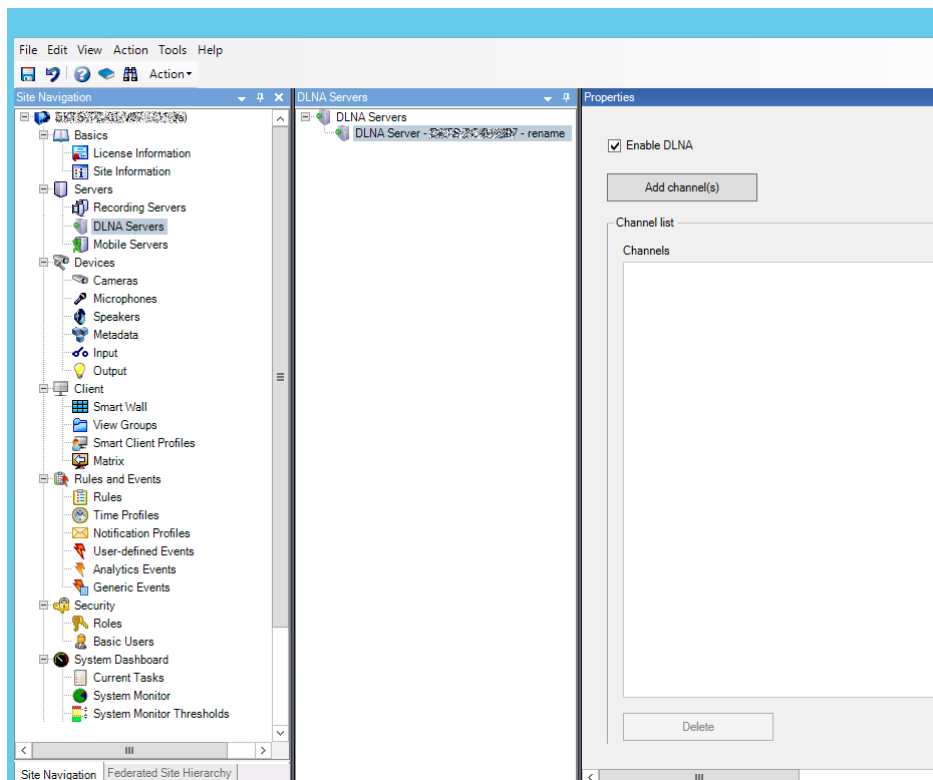 File Edit View Action Tools Help
Action
Site Navigation
Basics
License Information
Site Information
Servers
Recording Servers
DLNA Servers
Mobile Servers
Devices
Cameras
Microphones
Speakers
Metadata
Input
Output
Client
Smart Wall
View Groups
Smart Client Profiles
Matrix
Rules and Events
Rules
Time Profiles
Notification Profiles
User-defined Events
Analytics Events
Generic Events
Security
Roles
Basic Users
System Dashboard
Current Tasks
System Monitor
System Monitor Thresholds
Site Navigation
Federated Site Hierarchy
DLNA Servers
DLNA Servers
DLNA Server - - rename
Properties
Enable DLNA
Add channel(s)
Channel list
Channels
Delete